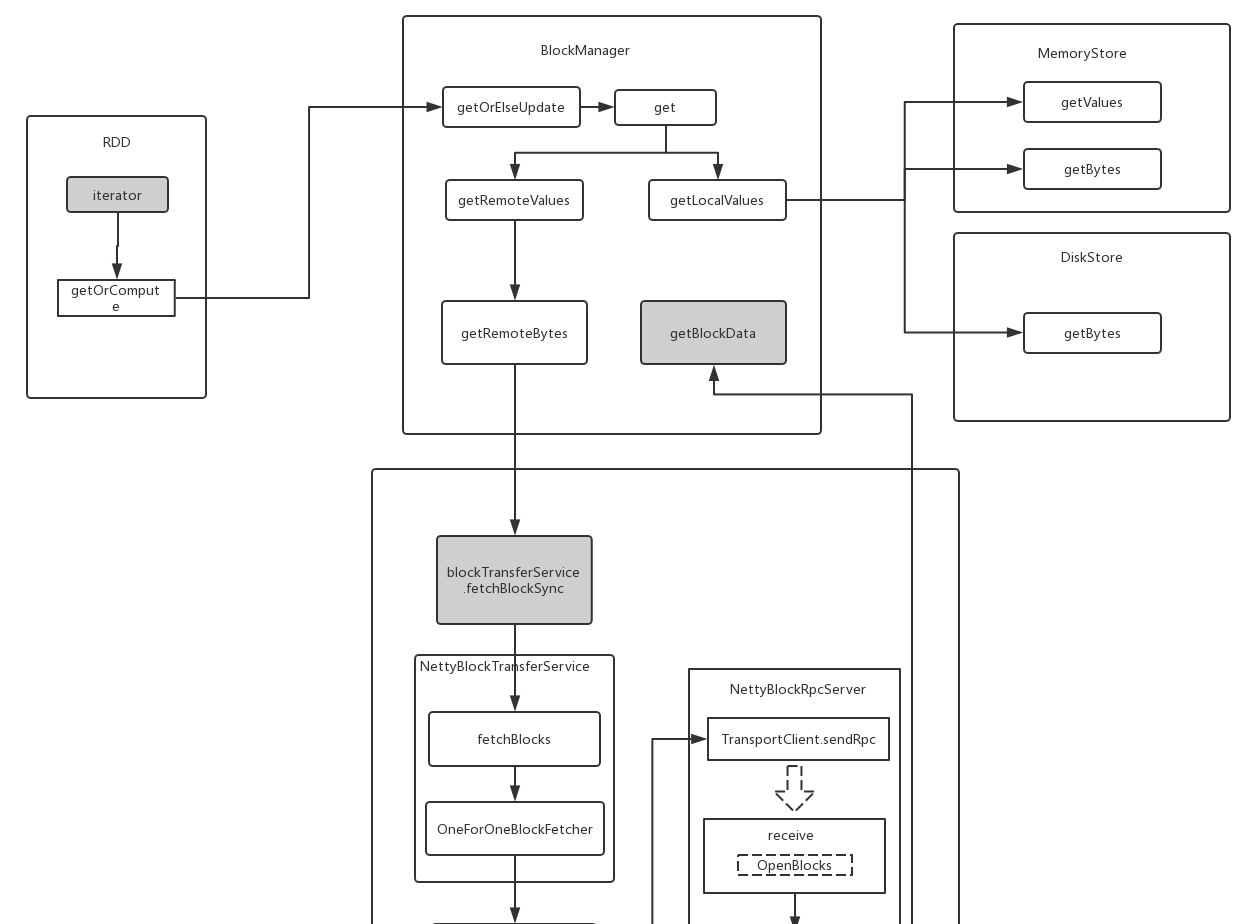 RDD
iterator
getOrComput
e
BlockManager
getOrElseUpdate
get
getRemoteValues
getLocalValues
getRemoteBytes
getBlockData
MemoryStore
getValues
getBytes
DiskStore
getBytes
blockTransferService
.fetchBlockSync
NettyBlockTransferService
fetchBlocks
OneForOneBlockFetcher
NettyBlockRpcServer
TransportClient.sendRpc
receive
OpenBlocks